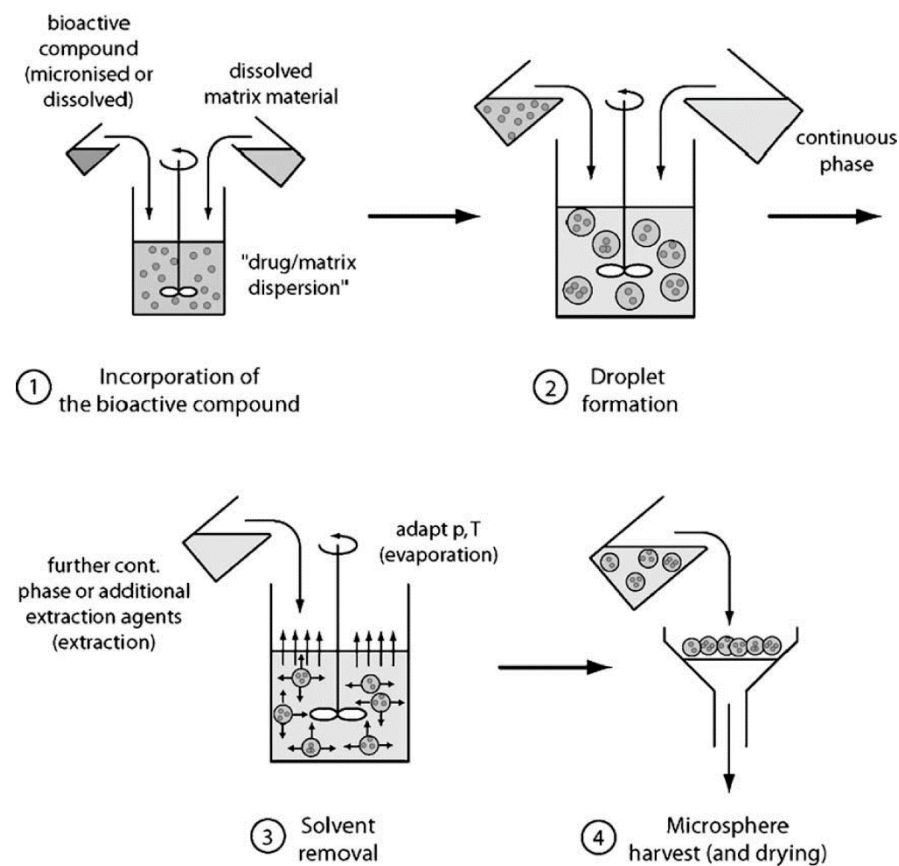 bioactive
compound
(micronised or
dissolved)
dissolved
matrix material
"drug/matrix
dispersion"
1 Incorporation of
the bioactive compound
continuous
phase
2 Droplet
formation
further cont.
phase or additional
extraction agents
(extraction)
adapt p,T
(evaporation)
3 Solvent
removal
4 Microsphere
harvest (and drying)